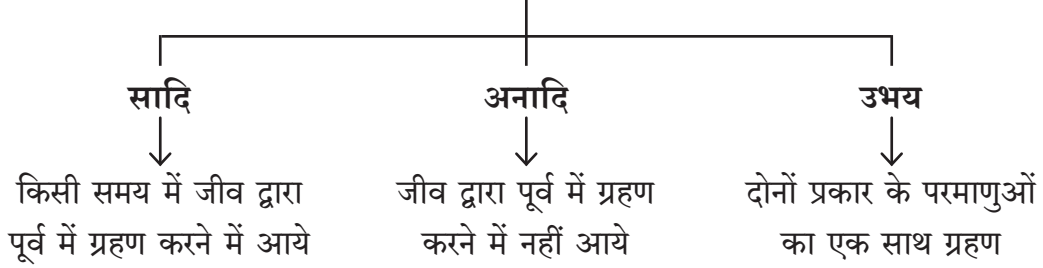 सादि
किसी समय में जीव द्वारा
पूर्व में ग्रहण करने में आये
अनादि
जीव द्वारा पूर्व में ग्रहण
करने में नहीं आये
उभय
दोनों प्रकार के परमाणुओं
का एक साथ ग्रहण